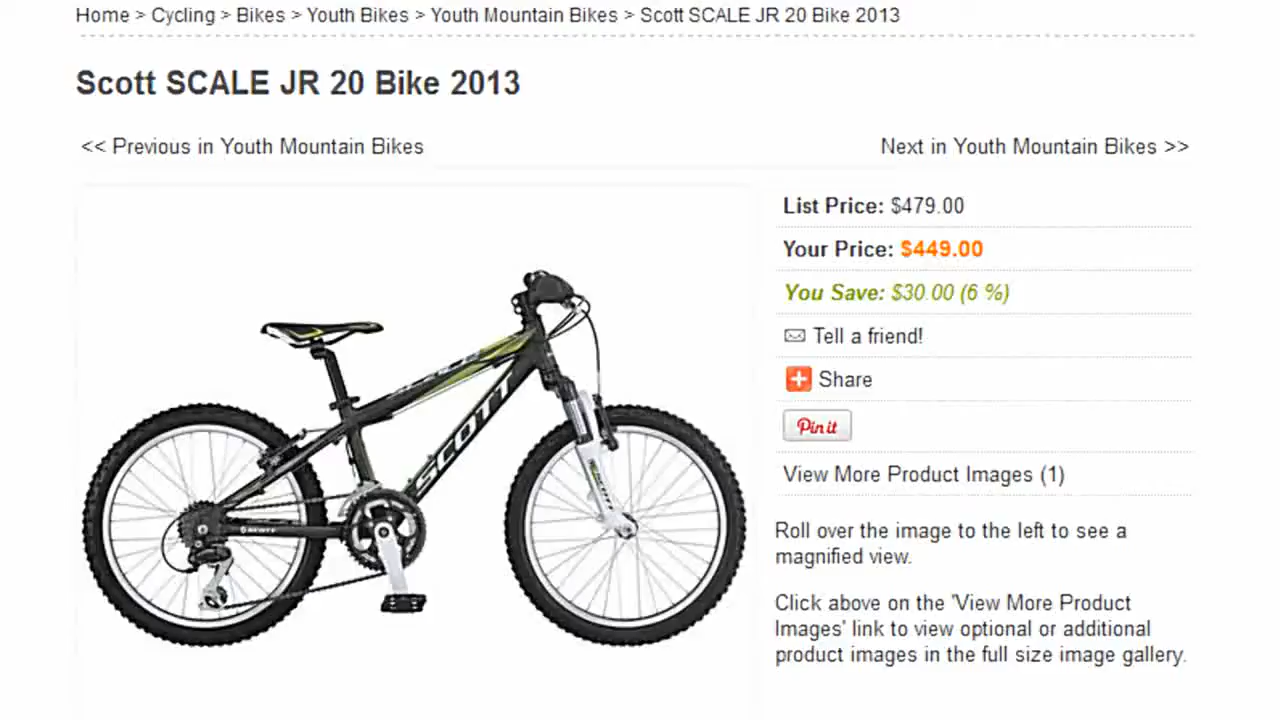 Home > Cycling > Bikes > Youth Bikes > Youth Mountain Bikes > Scott SCALE JR 20 Bike 2013
Scott SCALE JR 20 Bike 2013
<< Previous in Youth Mountain Bikes
Next in Youth Mountain Bikes >>
List Price: $479.00
Your Price: $449.00
You Save: $30.00 (6 %)
Tell a friend!
Share
Pin it
View More Product Images (1)
Roll over the image to the left to see a
magnified view.
Click above on the 'View More Product
Images' link to view optional or additional
product images in the full size image gallery.
SCOTT
SCOTT
SCOTT